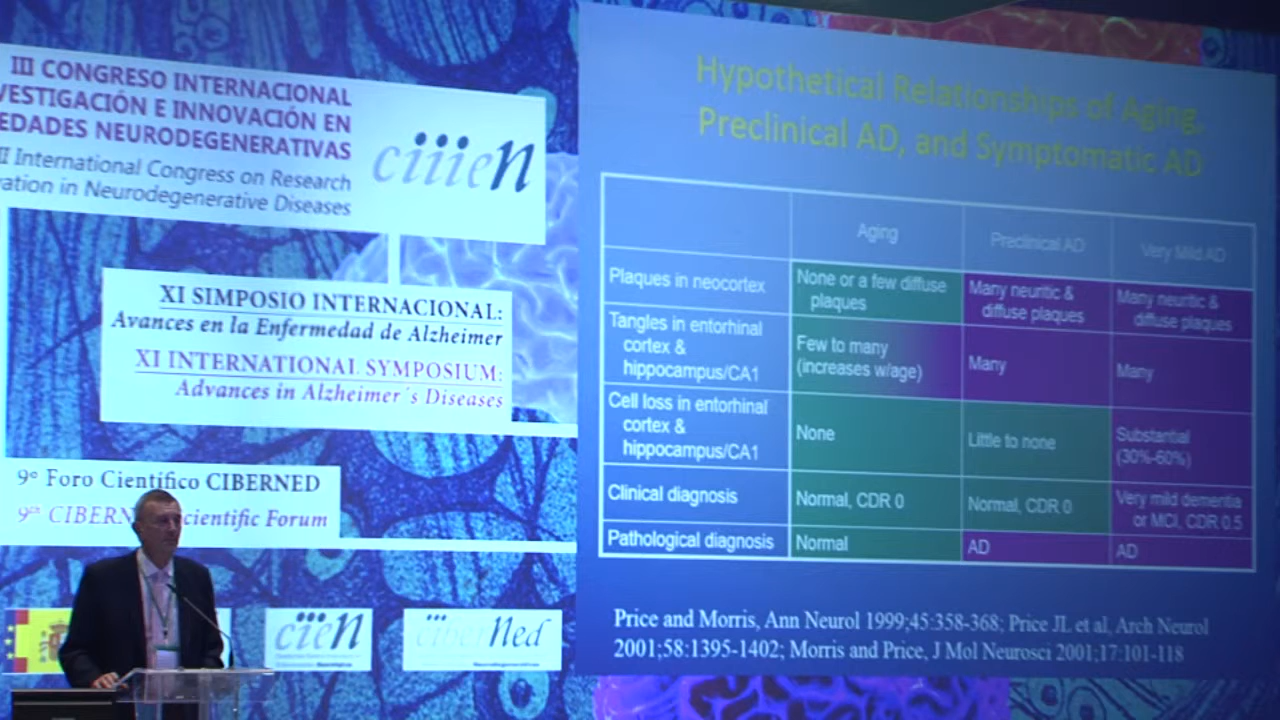 III CONGRESO INTERNACIONAL
VESTIGACIÓN E INNOVACIÓN EN
EDADES NEURODEGENERATIVAS
II International Congress on Research
vation in Neurodegenerative Diseases
ciiieN
XI SIMPOSIO INTERNACIONAL:
Avances en la Enfermedad de Alzheimer
XI INTERNATIONAL SYMPOSIUM:
Advances in Alzheimer´s Diseases
9º Foro Científico CIBERNED
9th CIBERN cientific Forum
ciieN
ciberNed
Hypothetical Relationships of Aging,
Preclinical AD, and Symptomatic AD
Aging
Preclinical AD
Very Mild AD
Plaques in neocortex
None or a few diffuse
plaques
Many neuritic &
diffuse plaques
Many neuritic &
diffuse plaques
Tangles in entorhinal
cortex &
hippocampus/CA1
Few to many
(increases w/age)
Many
Many
Cell loss in entorhinal
cortex &
hippocampus/CA1
None
Little to none
Substantial
(30%-60%)
Clinical diagnosis
Normal, CDR 0
Normal, CDR 0
Very mild dementia
or MCI, CDR 0.5
Pathological diagnosis
Normal
AD
AD
Price and Morris, Ann Neurol 1999;45:358-368; Price JL et al, Arch Neurol
2001;58:1395-1402; Morris and Price, J Mol Neurosci 2001;17:101-118